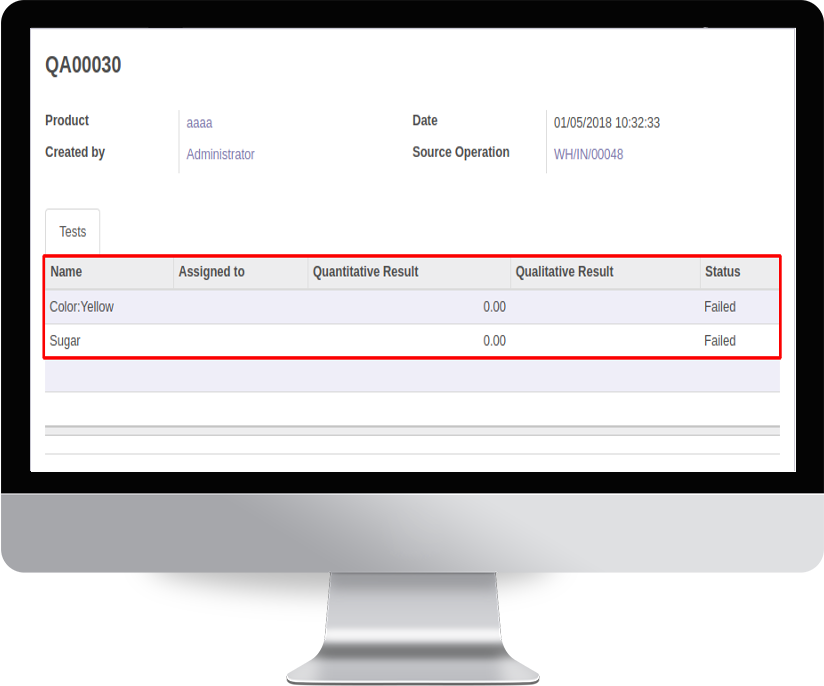 QA00030
Product aaaa Date 01/05/2018 10:32:33
Created by Administrator Source Operation WH/IN/00048
Tests
Name Assigned to Quantitative Result Qualitative Result Status
Color:Yellow 0.00 Failed
Sugar 0.00 Failed